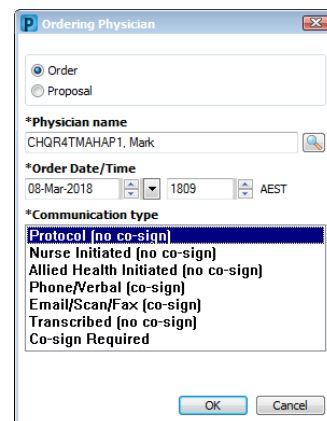 P Ordering Physician
Order
Proposal
*Physician name
CHQR4TMAHAP1, Mark
*Order Date/Time
08-Mar-2018 1809 AEST
*Communication type
Protocol (no co-sign)
Nurse Initiated (no co-sign)
Allied Health Initiated (no co-sign)
Phone/Verbal (co-sign)
Email/Scan/Fax (co-sign)
Transcribed (no co-sign)
Co-sign Required
OK Cancel